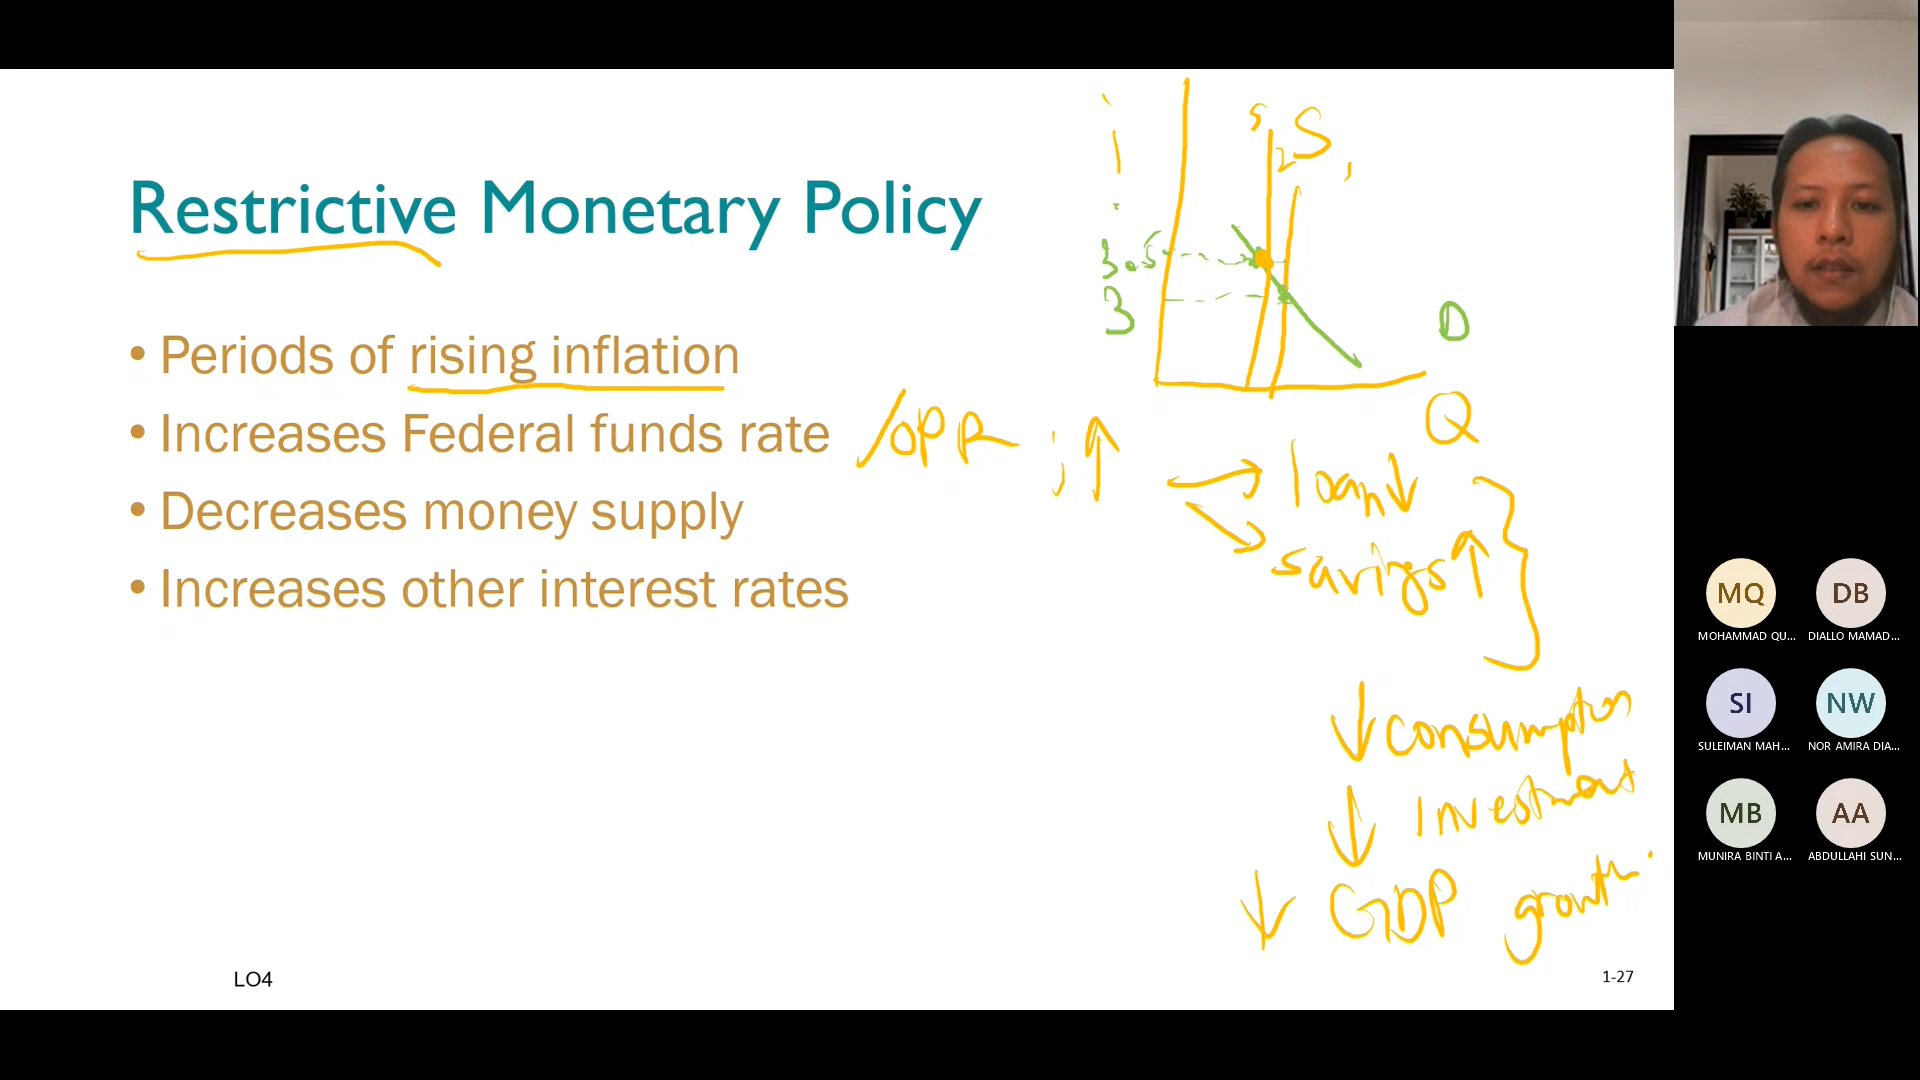 Restrictive Monetary Policy
• Periods of rising inflation
• Increases Federal funds rate /OPR i↑
• Decreases money supply
• Increases other interest rates
i
S2 S1
3.5
3
D
Q
loan↓
savings↑
↓ consumption
↓ Investment
↓ GDP growth.
LO4
1-27
MQ
DB
MOHAMMAD QU...
DIALLO MAMAD...
SI
NW
SULEIMAN MAH...
NOR AMIRA DIA...
MB
AA
MUNIRA BINTI A...
ABDULLAHI SUN...